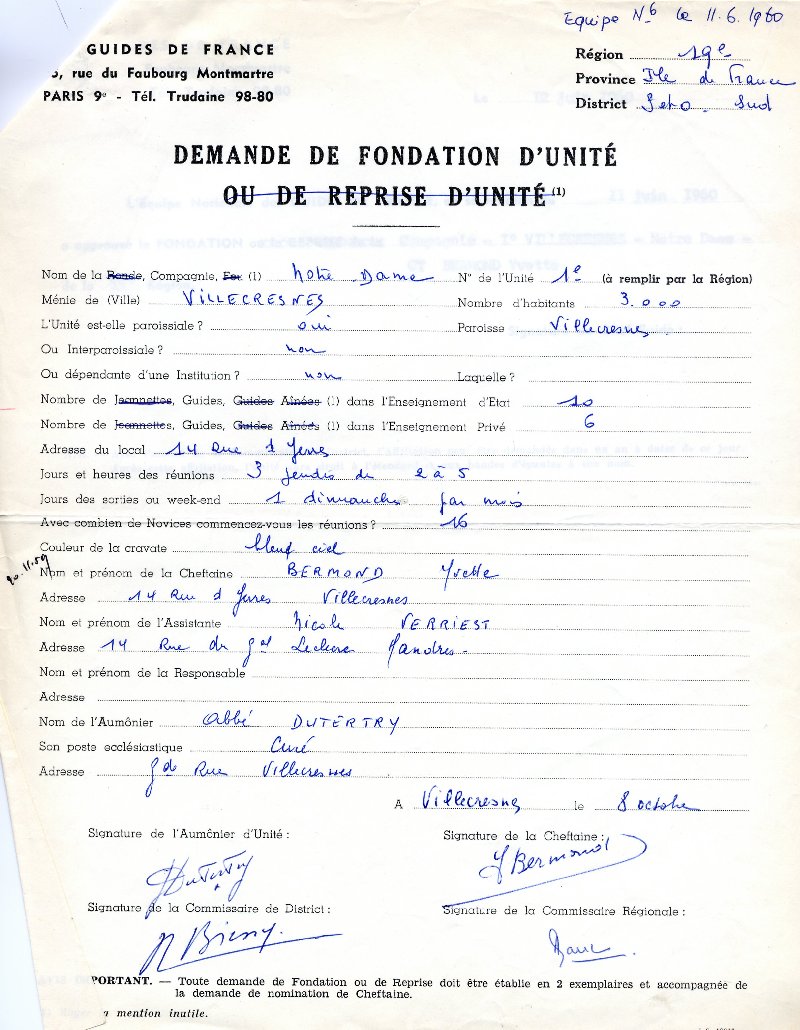 Equipe N°6 le 11.6.1960
GUIDES DE FRANCE
, rue du Faubourg Montmartre
PARIS 9e - Tél. Trudaine 98-80
Région 19e
Province Ile de France
District Sud
DEMANDE DE FONDATION D'UNITÉ
OU DE REPRISE D'UNITÉ (1)
Nom de la Ronde, Compagnie, Feu (1) Notre Dame N° de l'Unité 1e (à remplir par la Région)
Ménie de (Ville) VILLECRESNES Nombre d'habitants 3.000
L'Unité est-elle paroissiale ? oui Paroisse Villecresnes
Ou Interparoissiale ? non
Ou dépendante d'une Institution ? non Laquelle ?
Nombre de Jeannettes, Guides, Guides Aînées (1) dans l'Enseignement d'Etat 10
Nombre de Jeannettes, Guides, Guides Aînées (1) dans l'Enseignement Privé 6
Adresse du local 14 Rue d Yerres
Jours et heures des réunions 3 jeudis de 2 à 5
Jours des sorties ou week-end 1 dimanche par mois
Avec combien de Novices commencez-vous les réunions ? 16
Couleur de la cravate bleuf ciel
20.11.59
Nom et prénom de la Cheftaine BERMOND Yvette
Adresse 14 Rue d Yerres Villecresnes
Nom et prénom de l'Assistante Nicole VERRIEST
Adresse 14 Rue du gal Leclerc Mandres
Nom et prénom de la Responsable
Adresse
Nom de l'Aumônier Abbé DUTERTRY
Son poste ecclésiastique Curé
Adresse gde Rue Villecresnes
A Villecresnes le 8 octobre
Signature de l'Aumônier d'Unité :
Signature de la Cheftaine :
Dutertry
Y Bermond
Signature de la Commissaire de District :
Signature de la Commissaire Régionale :
PORTANT. — Toute demande de Fondation ou de Reprise doit être établie en 2 exemplaires et accompagnée de
la demande de nomination de Cheftaine.
a mention inutile.